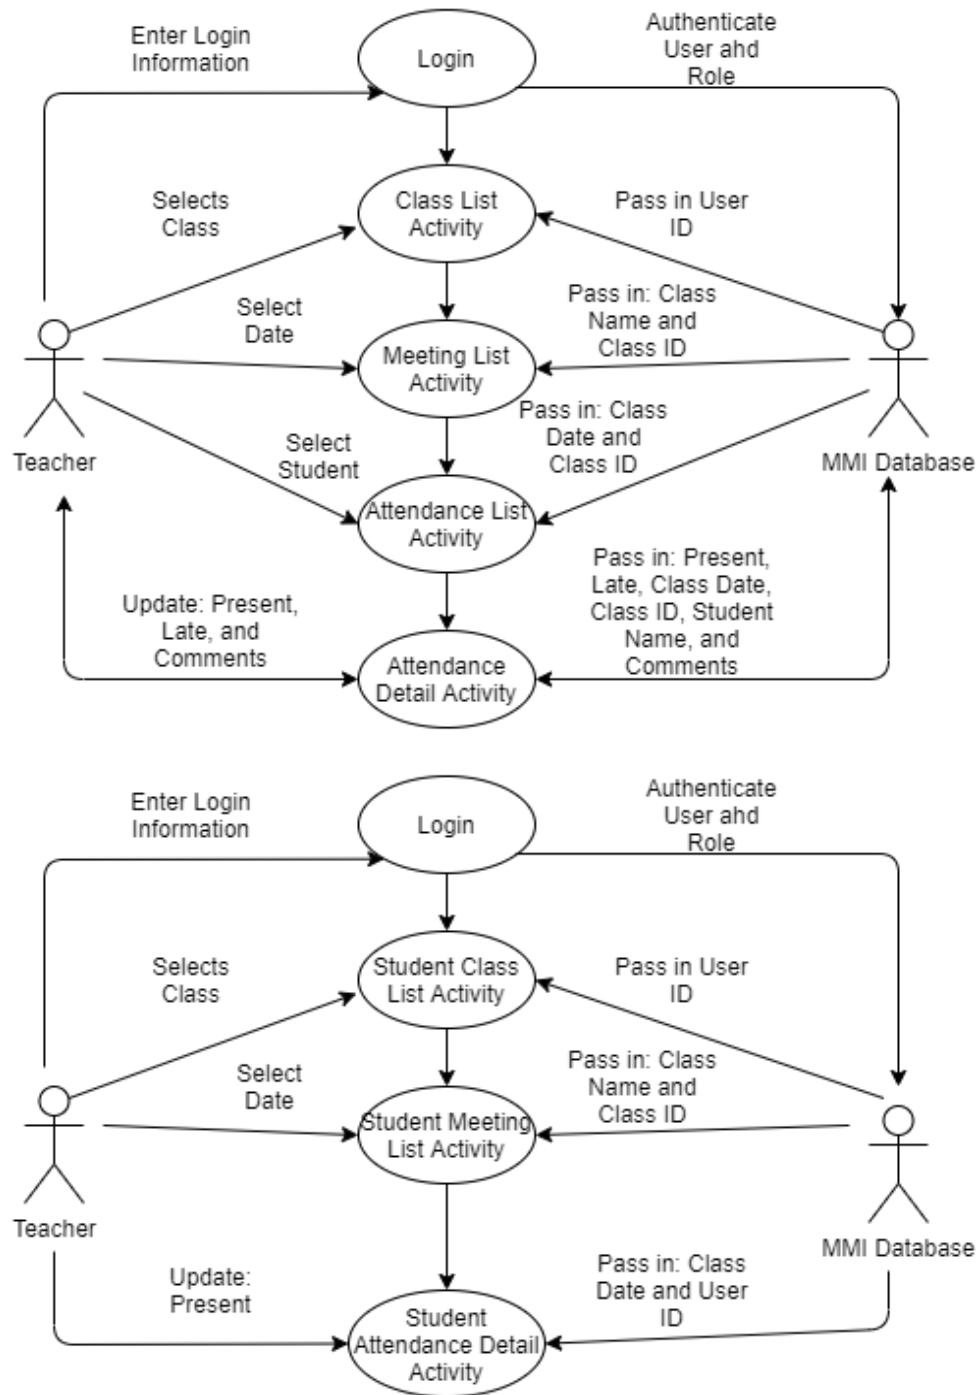 Enter Login
Information
Login
Authenticate
User ahd
Role
Selects
Class
Class List
Activity
Pass in User
ID
Select
Date
Meeting List
Activity
Pass in: Class
Name and
Class ID
Teacher
MMI Database
Select
Student
Attendance List
Activity
Pass in: Class
Date and
Class ID
Update: Present,
Late, and
Comments
Attendance
Detail Activity
Pass in: Present,
Late, Class Date,
Class ID, Student
Name, and
Comments
Enter Login
Information
Login
Authenticate
User ahd
Role
Selects
Class
Student Class
List Activity
Pass in User
ID
Select
Date
Student Meeting
List Activity
Pass in: Class
Name and
Class ID
Teacher
MMI Database
Update:
Present
Student
Attendance Detail
Activity
Pass in: Class
Date and User
ID